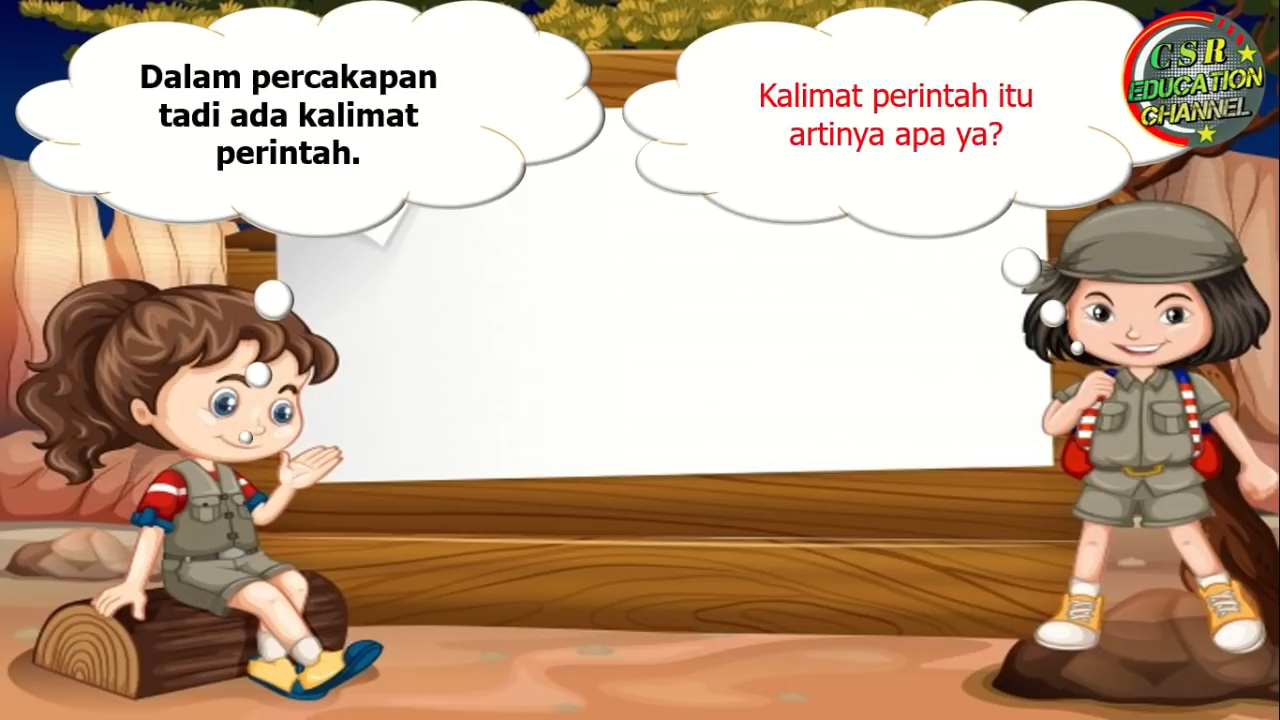 Dalam percakapan
tadi ada kalimat
perintah.
Kalimat perintah itu
artinya apa ya?
CSR
EDUCATION
CHANNEL